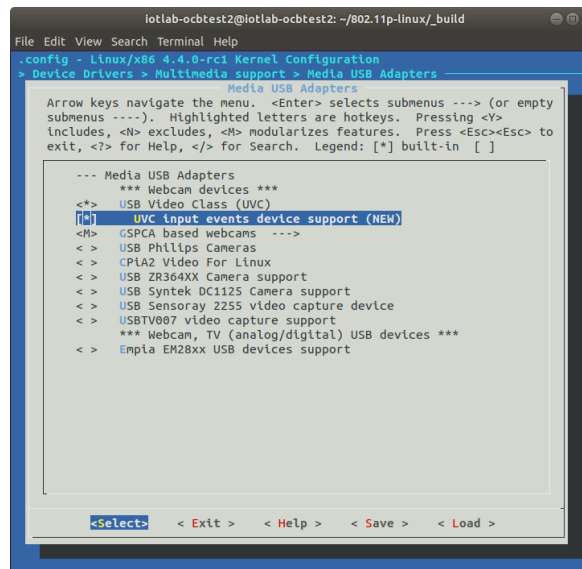 iotlab-ocbtest2@iotlab-ocbtest2: ~/802.11p-linux/_build
File Edit View Search Terminal Help
.config - Linux/x86 4.4.0-rc1 Kernel Configuration
> Device Drivers > Multimedia support > Media USB Adapters
Media USB Adapters
Arrow keys navigate the menu. <Enter> selects submenus ---> (or empty
submenus ----). Highlighted letters are hotkeys. Pressing <Y>
includes, <N> excludes, <M> modularizes features. Press <Esc><Esc> to
exit, <?> for Help, </> for Search. Legend: [*] built-in [ ]
--- Media USB Adapters
*** Webcam devices ***
<*> USB Video Class (UVC)
[*] UVC input events device support (NEW)
<M> GSPCA based webcams --->
< > USB Philips Cameras
< > CPiA2 Video For Linux
< > USB ZR364XX Camera support
< > USB Syntek DC1125 Camera support
< > USB Sensoray 2255 video capture device
< > USBTV007 video capture support
*** Webcam, TV (analog/digital) USB devices ***
< > Empia EM28xx USB devices support
<Select> < Exit > < Help > < Save > < Load >